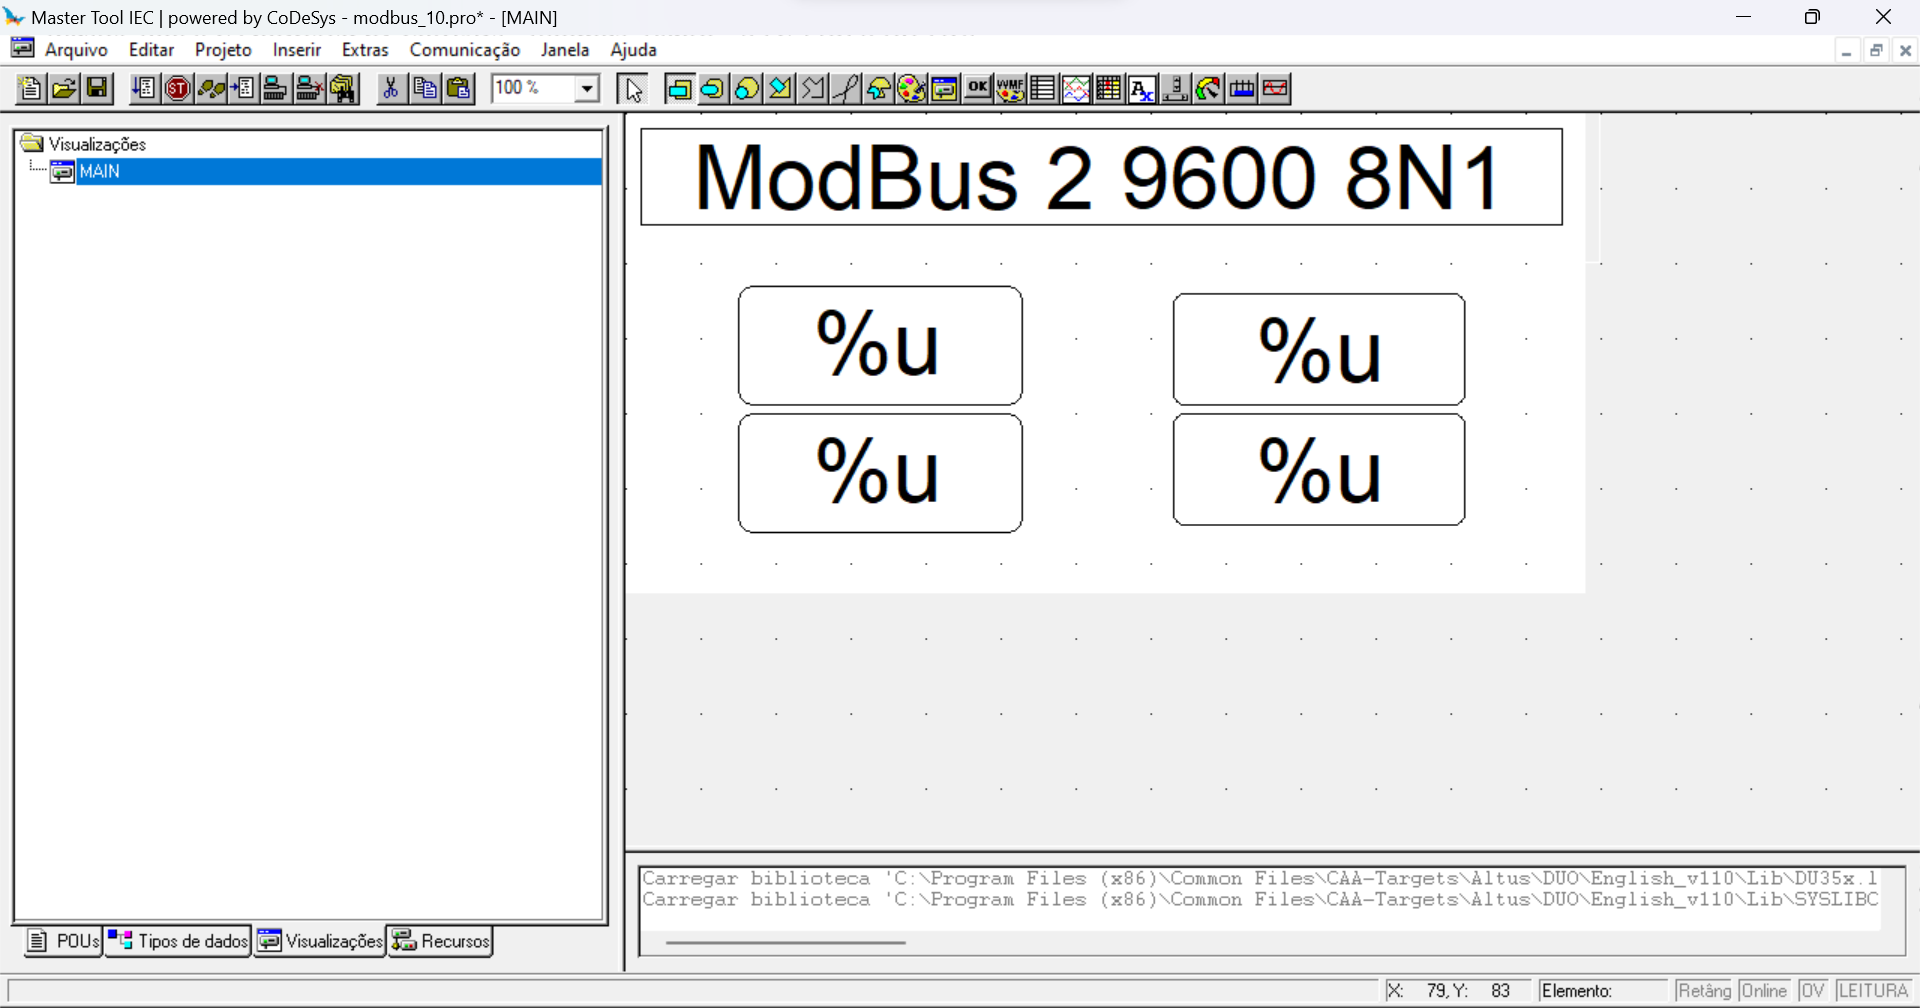 Master Tool IEC | powered by CoDeSys - modbus_10.pro* - [MAIN]
Arquivo Editar Projeto Inserir Extras Comunicação Janela Ajuda
ST 100 % OK WMF
Visualizações
MAIN
ModBus 2 9600 8N1
%u %u
%u %u
Carregar biblioteca 'C:\Program Files (x86)\Common Files\CAA-Targets\Altus\DUO\English_v110\Lib\DU35x.l
Carregar biblioteca 'C:\Program Files (x86)\Common Files\CAA-Targets\Altus\DUO\English_v110\Lib\SYSLIBC
POUs Tipos de dados Visualizações Recursos
X: 79, Y: 83 Elemento: Retâng Online OV LEITURA